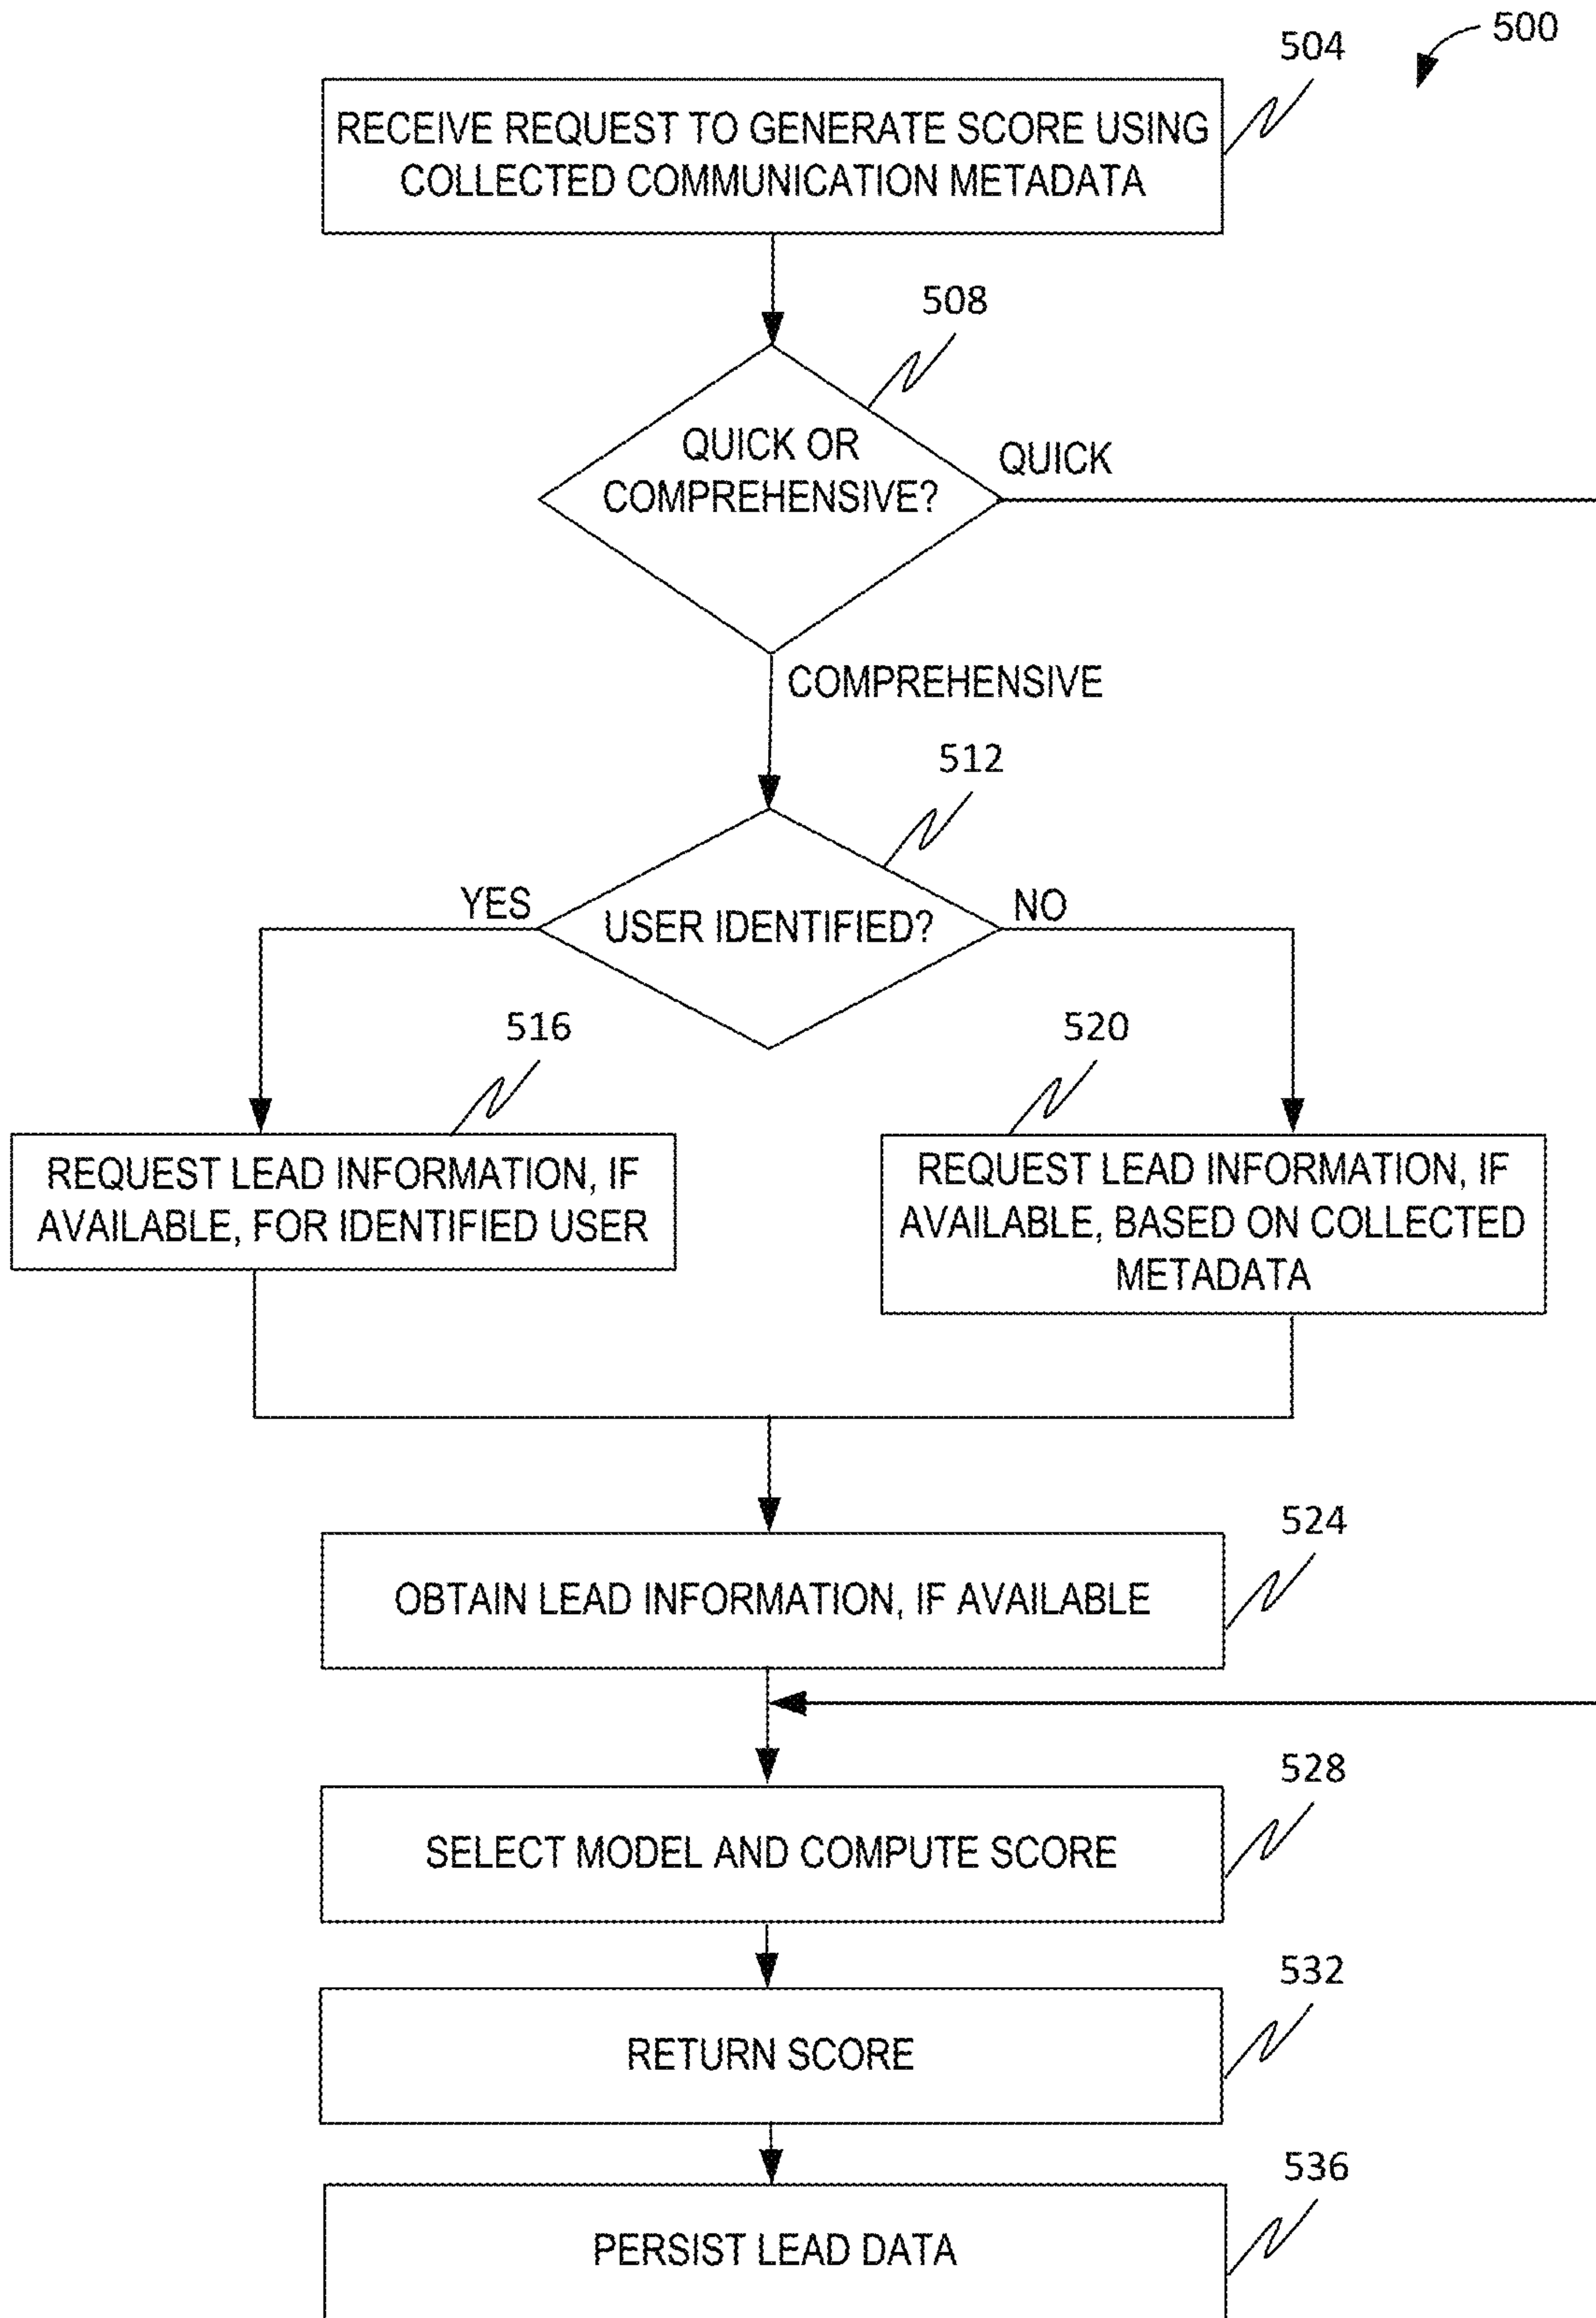 500
504
RECEIVE REQUEST TO GENERATE SCORE USING
COLLECTED COMMUNICATION METADATA
508
QUICK OR
COMPREHENSIVE?
QUICK
COMPREHENSIVE
512
YES
USER IDENTIFIED?
NO
516
520
REQUEST LEAD INFORMATION, IF
AVAILABLE, FOR IDENTIFIED USER
REQUEST LEAD INFORMATION, IF
AVAILABLE, BASED ON COLLECTED
METADATA
524
OBTAIN LEAD INFORMATION, IF AVAILABLE
528
SELECT MODEL AND COMPUTE SCORE
532
RETURN SCORE
536
PERSIST LEAD DATA